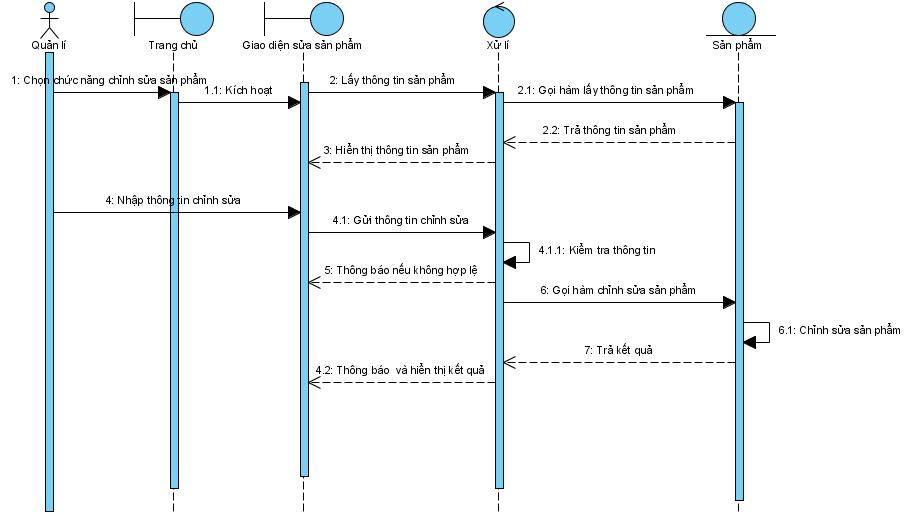 Quản lí
Trang chủ
Giao diện sửa sản phẩm
Xử lí
Sản phẩm
1: Chọn chức năng chỉnh sửa sản phẩm
1.1: Kích hoạt
2: Lấy thông tin sản phẩm
2.1: Gọi hàm lấy thông tin sản phẩm
2.2: Trả thông tin sản phẩm
3: Hiển thị thông tin sản phẩm
4: Nhập thông tin chỉnh sửa
4.1: Gửi thông tin chỉnh sửa
4.1.1: Kiểm tra thông tin
5: Thông báo nếu không hợp lệ
6: Gọi hàm chỉnh sửa sản phẩm
6.1: Chỉnh sửa sản phẩm
7: Trả kết quả
4.2: Thông báo và hiển thị kết quả